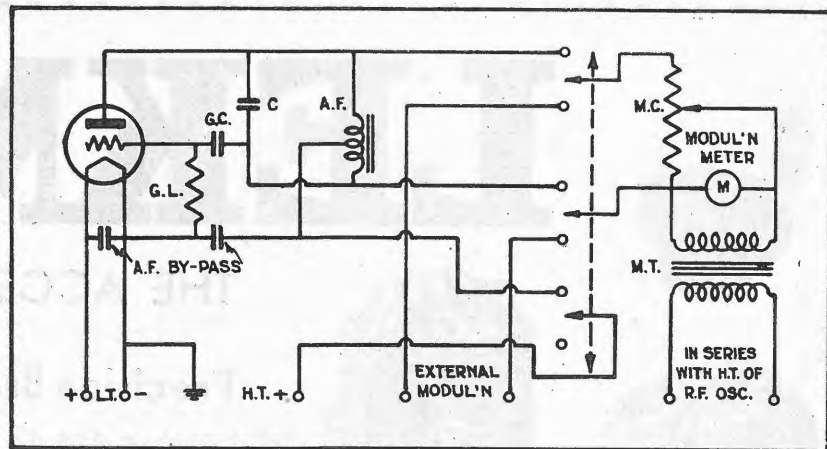 A.F.
C
M.C.
G.C.
MODUL'N
METER
M
G.L.
A.F. BY-PASS
M.T.
IN SERIES
WITH H.T. OF
R.F. OSC.
EXTERNAL
MODUL'N
+ L.T. -
H.T. +